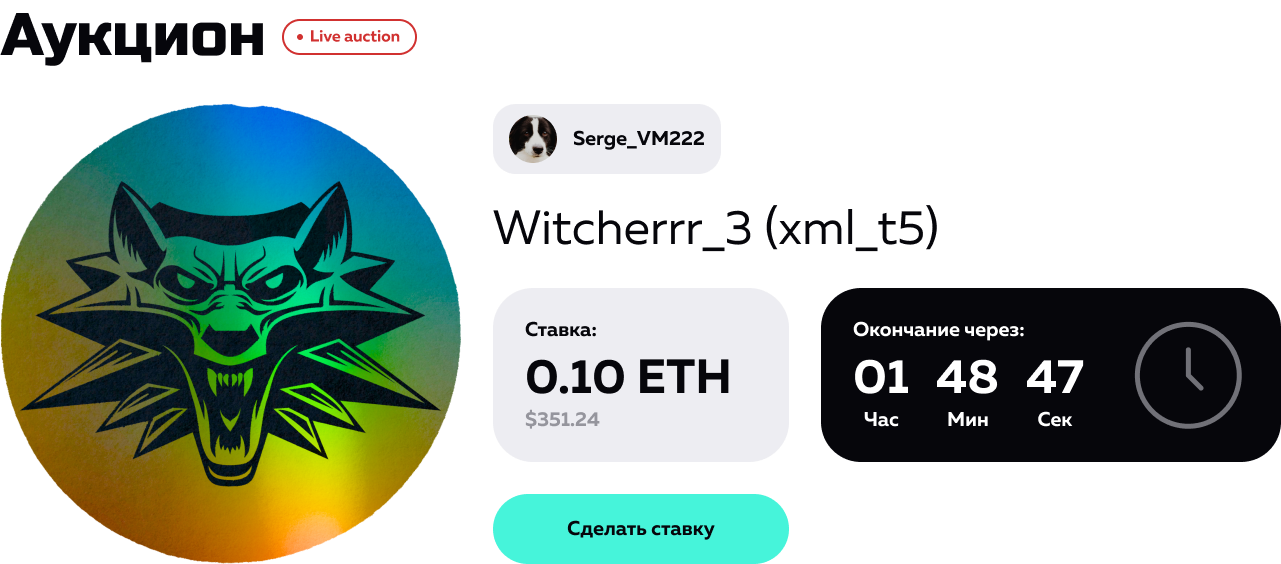 Аукцион
• Live auction
Serge_VM222
Witcherrr_3 (xml_t5)
Ставка:
0.10 ETH
$351.24
Окончание через:
01 48 47
Час Мин Сек
Сделать ставку